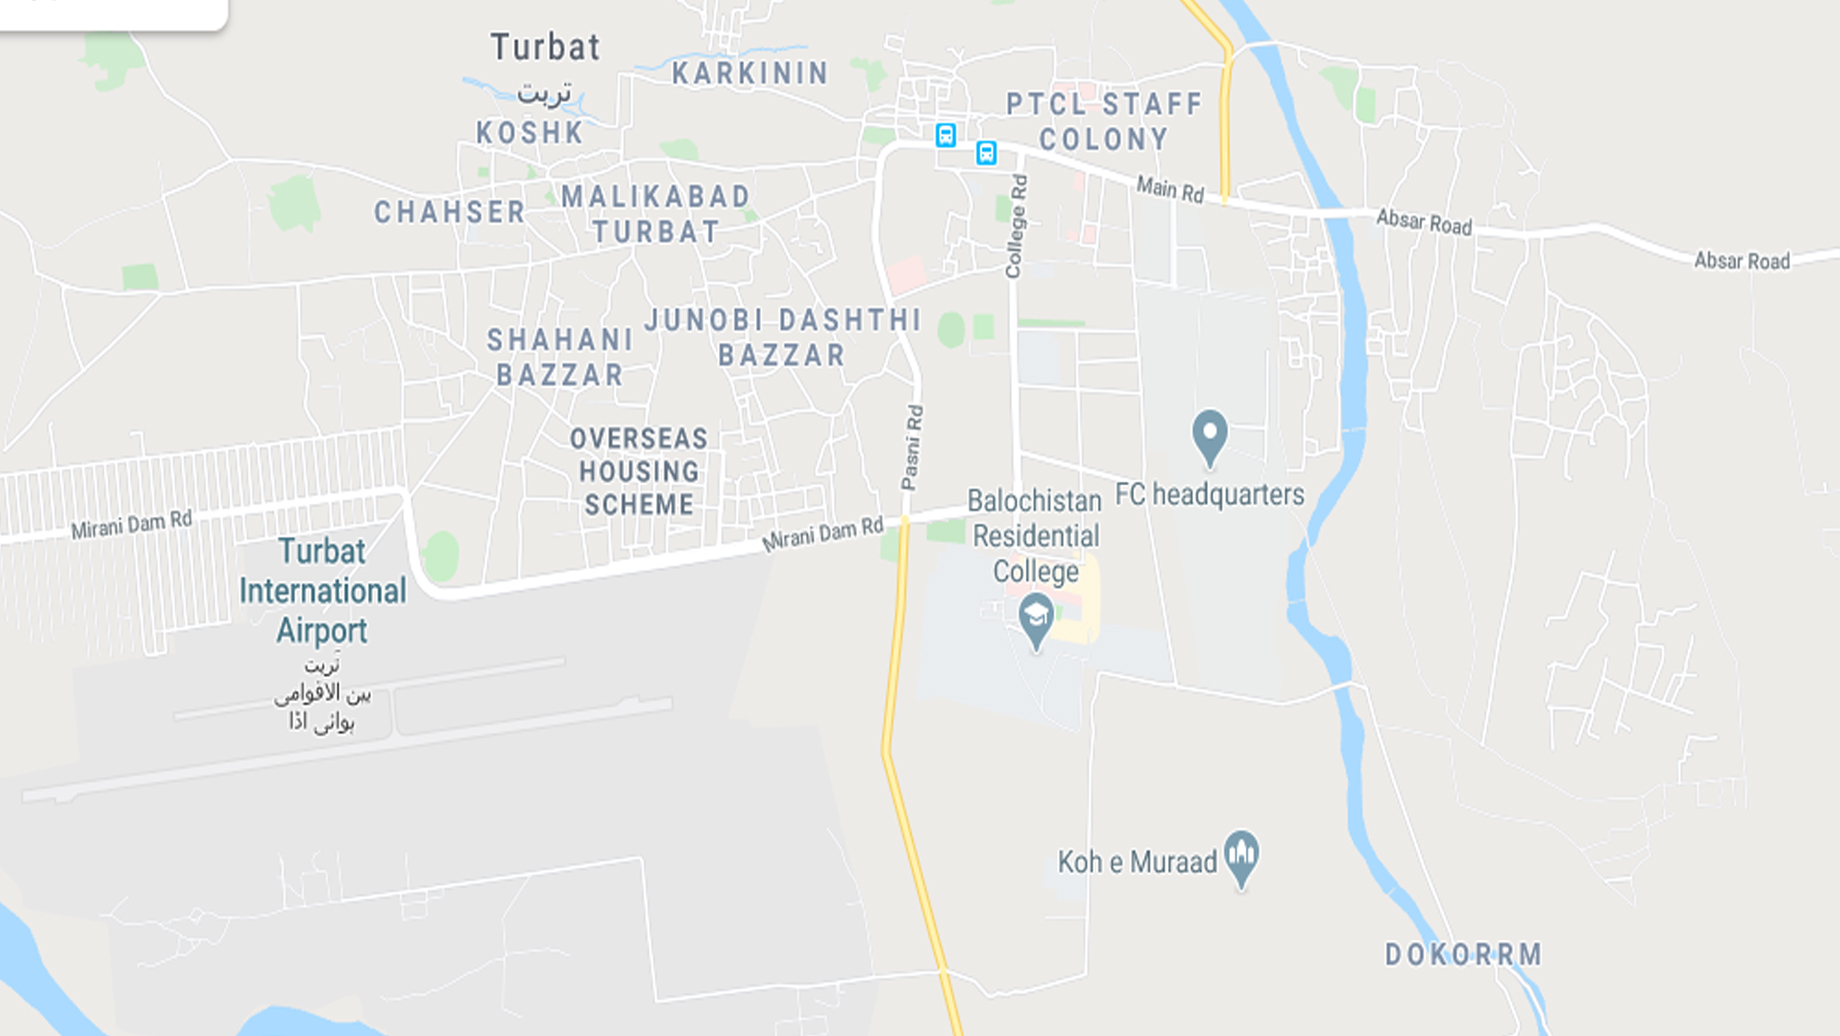 Turbat
تربت
KARKININ
KOSHK
PTCL STAFF
COLONY
MALIKABAD
TURBAT
CHAHSER
Main Rd
College Rd
Absar Road
Absar Road
JUNOBI DASHTHI
BAZZAR
SHAHANI
BAZZAR
Pasni Rd
OVERSEAS
HOUSING
SCHEME
FC headquarters
Balochistan
Residential
College
Mirani Dam Rd
Mirani Dam Rd
Turbat
International
Airport
تربت
بین الاقوامی
ہوائی اڈا
Koh e Muraad
DOKORRM